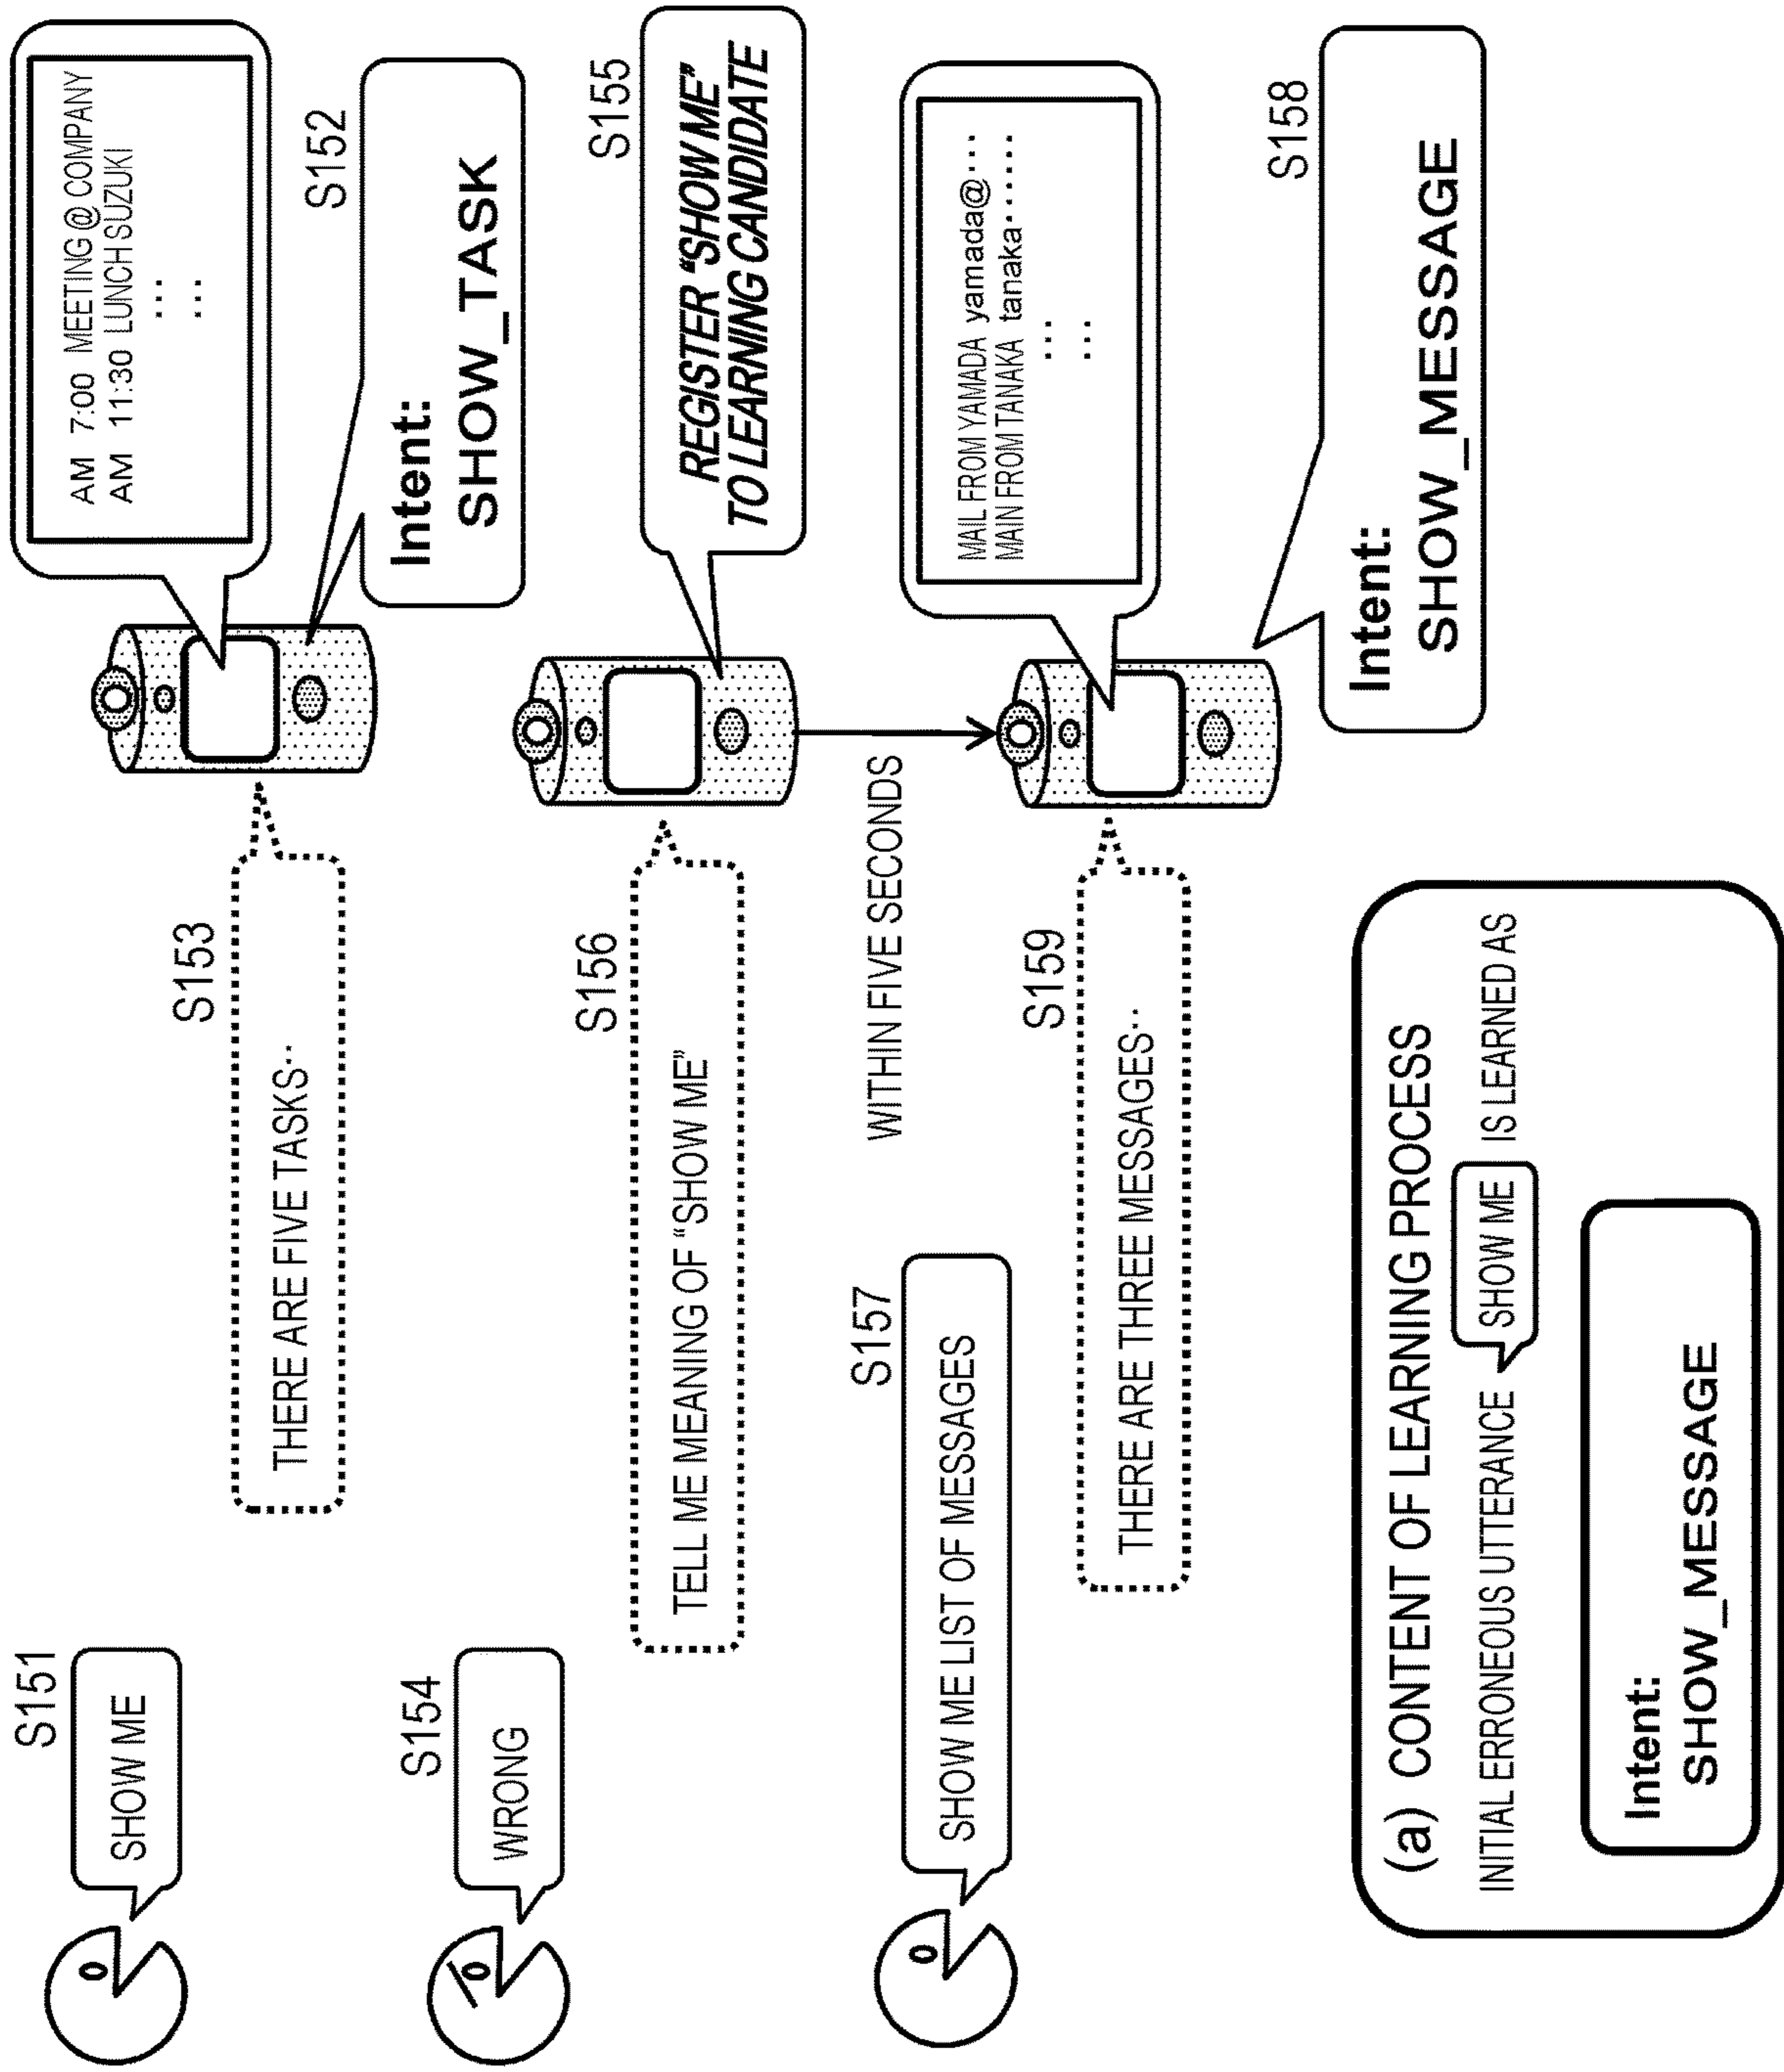 S151
SHOW ME
AM 7:00 MEETING@COMPANY
AM 11:30 LUNCH SUZUKI
...
...
S152
Intent:
SHOW_TASK
S153
THERE ARE FIVE TASKS··
S154
WRONG
S155
REGISTER "SHOW ME"
TO LEARNING CANDIDATE
S156
TELL ME MEANING OF "SHOW ME"
WITHIN FIVE SECONDS
S157
SHOW ME LIST OF MESSAGES
MAIL FROM YAMADA yamada@···
MAIN FROM TANAKA tanaka······
...
...
S158
Intent:
SHOW_MESSAGE
S159
THERE ARE THREE MESSAGES··
(a) CONTENT OF LEARNING PROCESS
INITIAL ERRONEOUS UTTERANCE SHOW ME IS LEARNED AS
Intent:
SHOW_MESSAGE